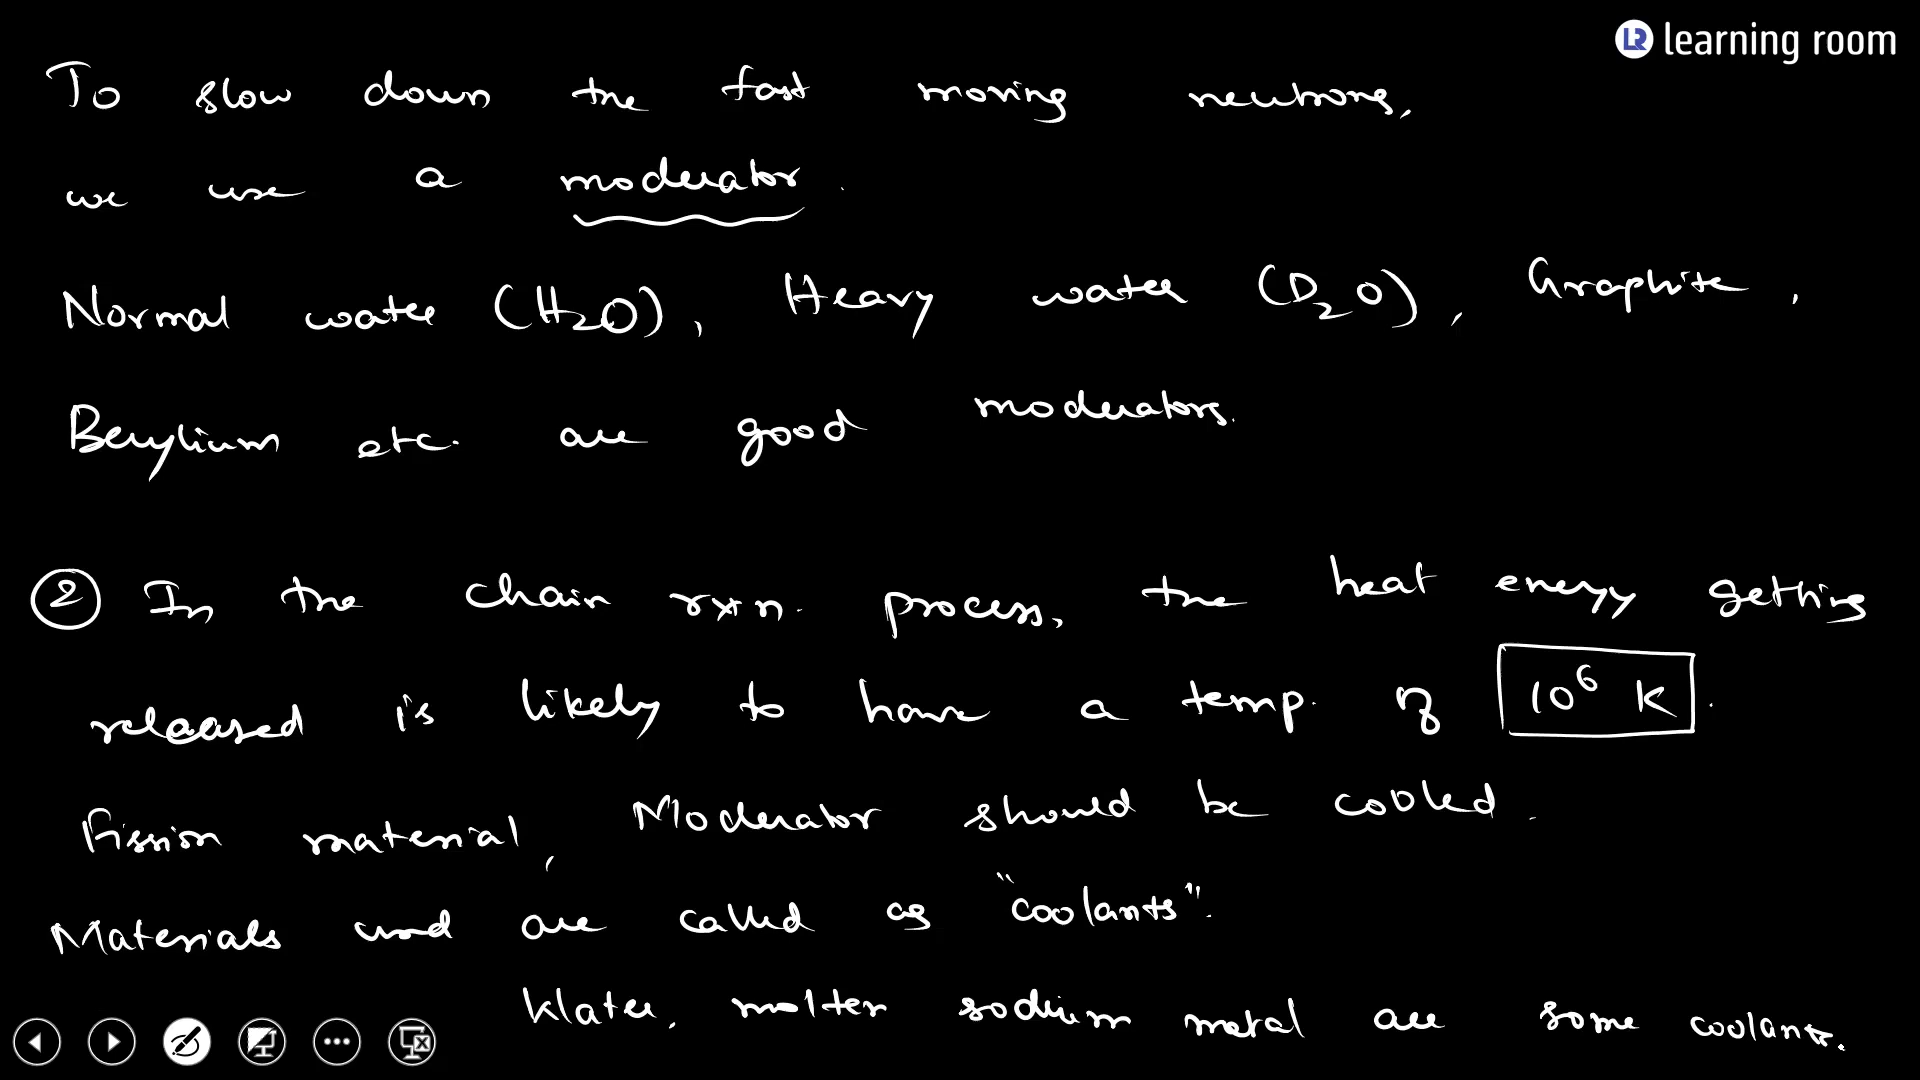 learning room
To slow down the fast moving neutrons,
we use a moderator.
Normal water (H₂O), Heavy water (D₂O), Graphite,
Berylium etc. are good moderators.
② In the chain rxn. process, the heat energy getting
released is likely to have a temp. of 10⁶ K.
Fission material, Moderator should be cooled.
Materials used are called as "coolants".
Water, molten sodium metal are some coolants.